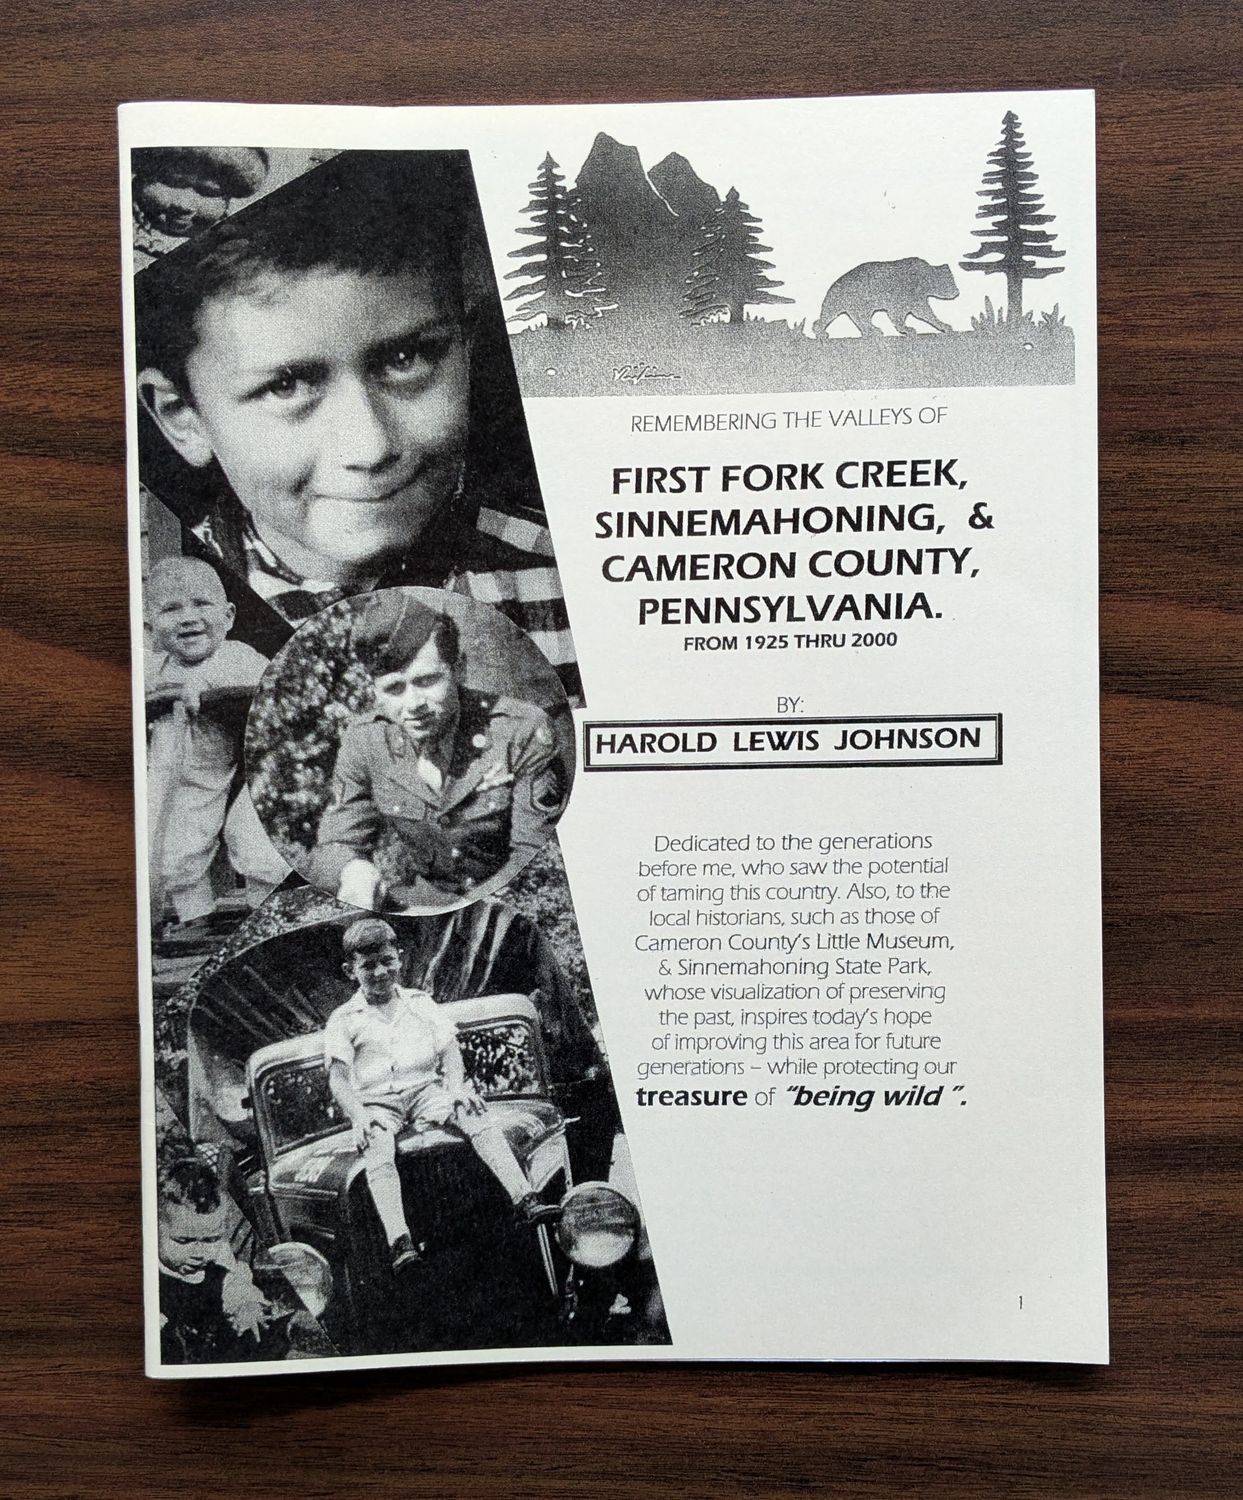 REMEMBERING THE VALLEYS OF
FIRST FORK CREEK,
SINNEMAHONING, &
CAMERON COUNTY,
PENNSYLVANIA.
FROM 1925 THRU 2000
BY:
HAROLD LEWIS JOHNSON
Dedicated to the generations
before me, who saw the potential
of taming this country. Also, to the
local historians, such as those of
Cameron County's Little Museum,
& Sinnemahoning State Park,
whose visualization of preserving
the past, inspires today's hope
of improving this area for future
generations – while protecting our
treasure of "being wild ".
1